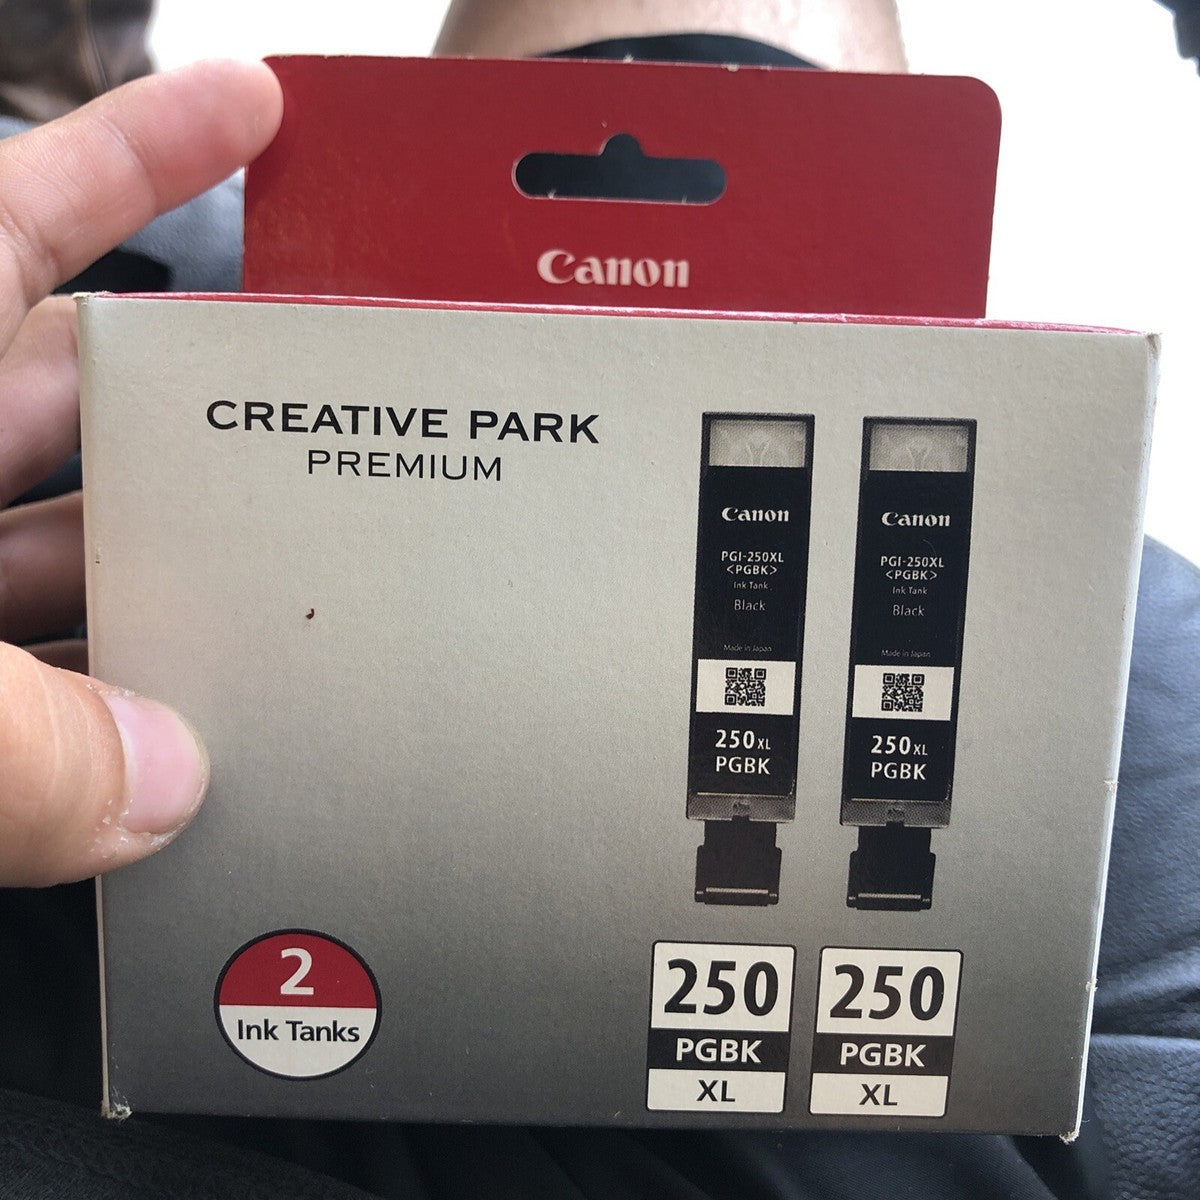 Canon
CREATIVE PARK
PREMIUM
Canon
PGI-250XL
<PGBK>
Ink Tank
Black
Made in Japan
250XL
PGBK
Canon
PGI-250XL
<PGBK>
Ink Tank
Black
Made in Japan
250XL
PGBK
2
Ink Tanks
250
PGBK
XL
250
PGBK
XL